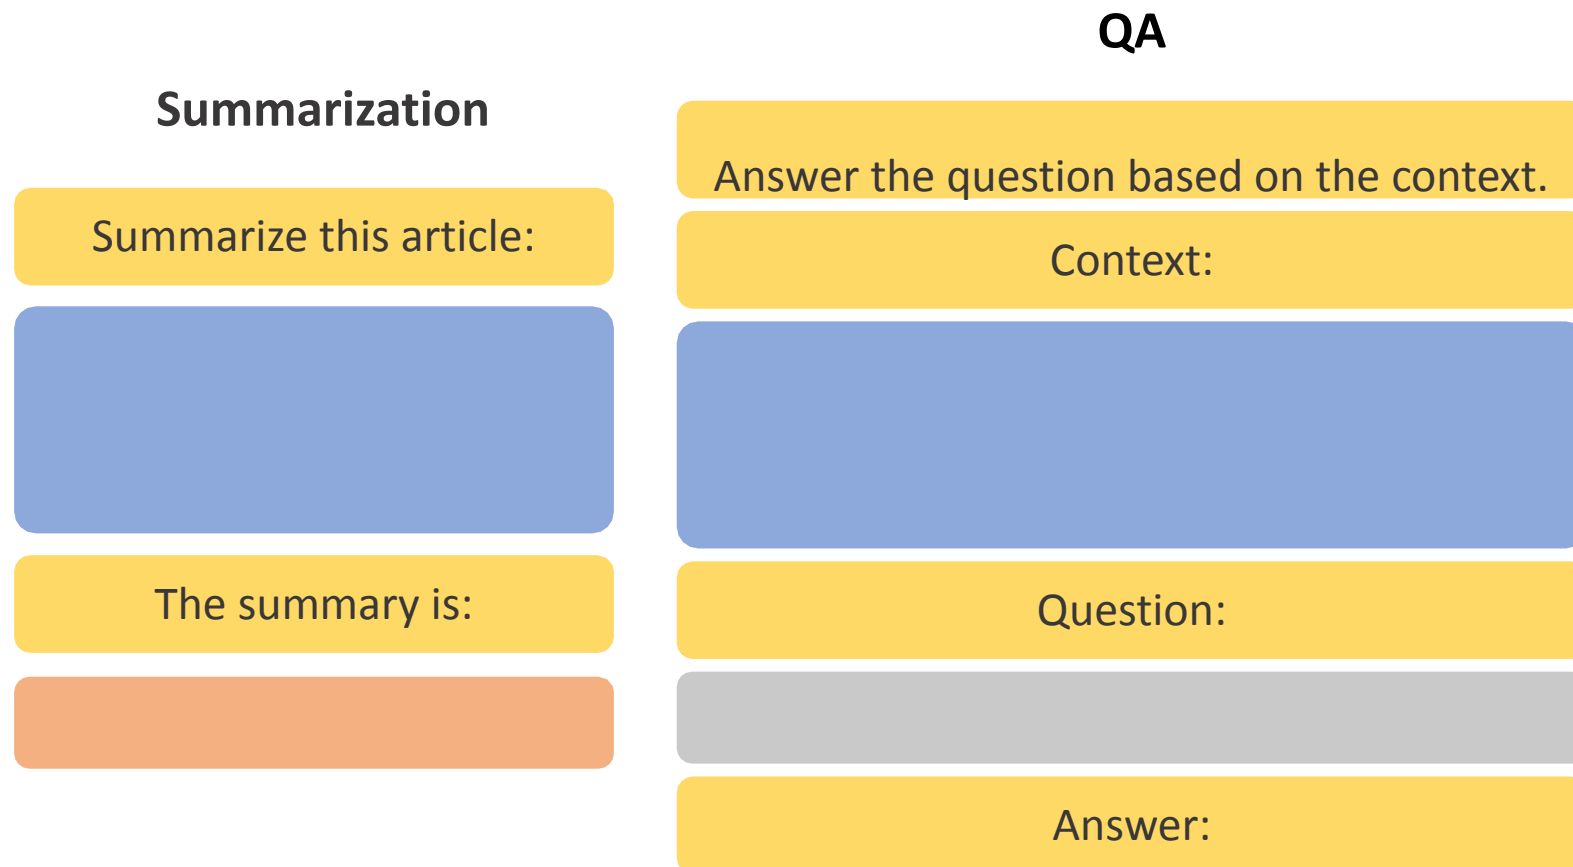 Summarization
Summarize this article:
The summary is:
QA
Answer the question based on the context.
Context:
Question:
Answer: